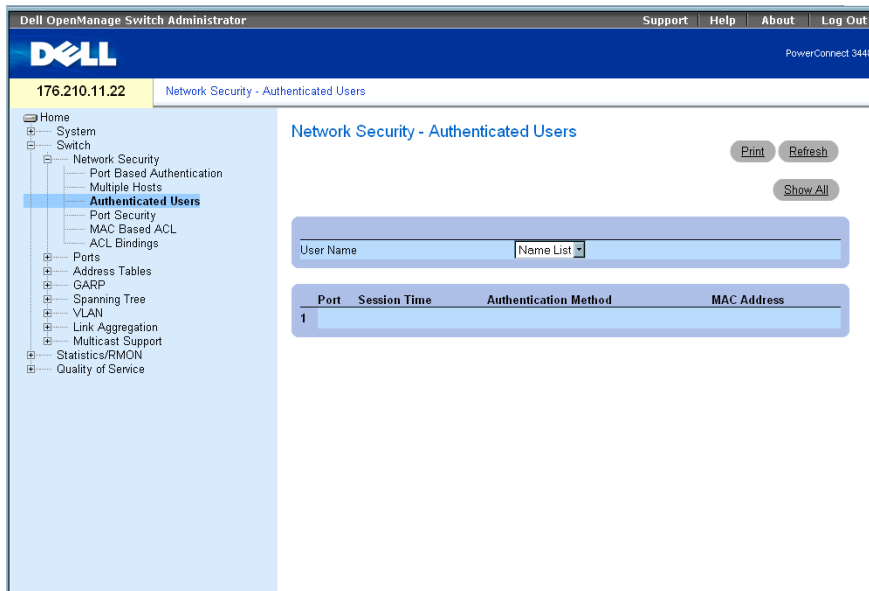 Dell OpenManage Switch Administrator Support Help About Log Out
DELL
PowerConnect 3448
176.210.11.22 Network Security - Authenticated Users
Home
System
Switch
Network Security
Port Based Authentication
Multiple Hosts
Authenticated Users
Port Security
MAC Based ACL
ACL Bindings
Ports
Address Tables
GARP
Spanning Tree
VLAN
Link Aggregation
Multicast Support
Statistics/RMON
Quality of Service
Network Security - Authenticated Users
Print Refresh
Show All
User Name Name List
Port Session Time Authentication Method MAC Address
1